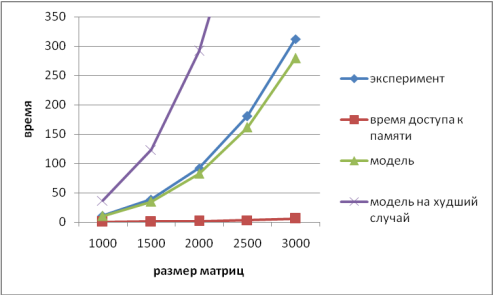 350
300
250
200
150
100
50
0
время
1000 1500 2000 2500 3000
размер матриц
эксперимент
время доступа к
памяти
модель
модель на худший
случай